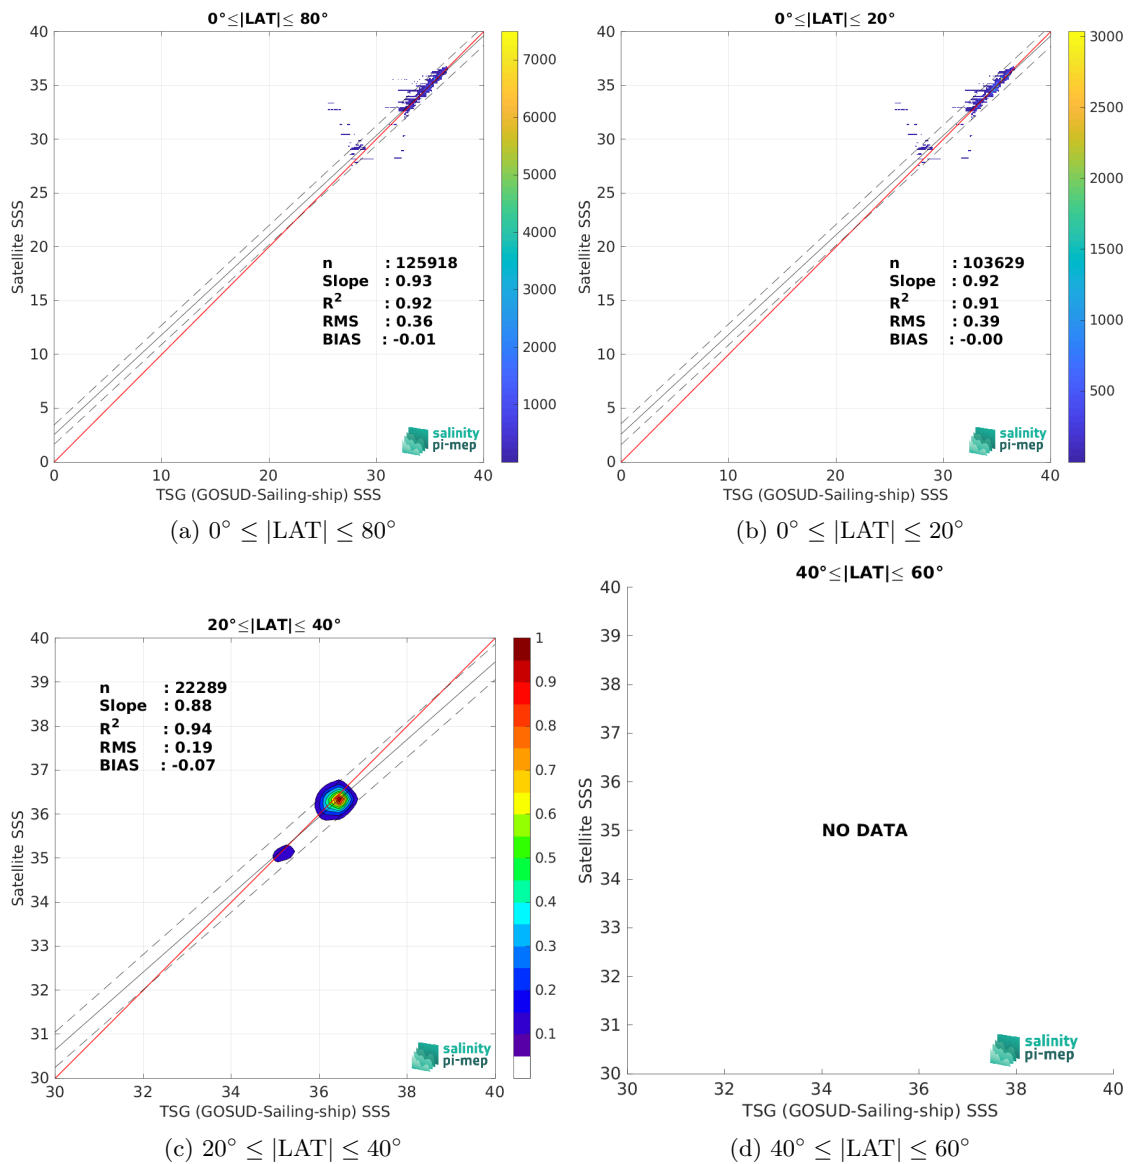 0°≤|LAT|≤ 80°
40
35
30
25
20
15
10
5
0
Satellite SSS
n : 125918
Slope : 0.93
R² : 0.92
RMS : 0.36
BIAS : -0.01
salinity
pi-mep
0 10 20 30 40
TSG (GOSUD-Sailing-ship) SSS
7000
6000
5000
4000
3000
2000
1000
(a) 0° ≤ |LAT| ≤ 80°
0°≤|LAT|≤ 20°
40
35
30
25
20
15
10
5
0
Satellite SSS
n : 103629
Slope : 0.92
R² : 0.91
RMS : 0.39
BIAS : -0.00
salinity
pi-mep
0 10 20 30 40
TSG (GOSUD-Sailing-ship) SSS
3000
2500
2000
1500
1000
500
(b) 0° ≤ |LAT| ≤ 20°
20°≤|LAT|≤ 40°
40
39
38
37
36
35
34
33
32
31
30
Satellite SSS
n : 22289
Slope : 0.88
R² : 0.94
RMS : 0.19
BIAS : -0.07
salinity
pi-mep
30 32 34 36 38 40
TSG (GOSUD-Sailing-ship) SSS
1
0.9
0.8
0.7
0.6
0.5
0.4
0.3
0.2
0.1
(c) 20° ≤ |LAT| ≤ 40°
40°≤|LAT|≤ 60°
40
39
38
37
36
35
34
33
32
31
30
Satellite SSS
NO DATA
salinity
pi-mep
30 32 34 36 38 40
TSG (GOSUD-Sailing-ship) SSS
(d) 40° ≤ |LAT| ≤ 60°